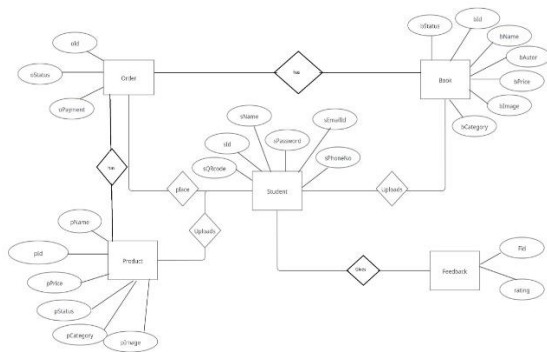 oId
oStatus
oPayment
Order
has
bStatus
bId
bName
bAutor
bPrice
bImage
bCategory
Book
sName
sEmailId
sPassword
sId
sPhoneNo
sQRcode
Student
place
Uploads
Uploads
has
pName
pid
pPrice
pStatus
pCategory
pImage
Product
Feedback
Fid
rating